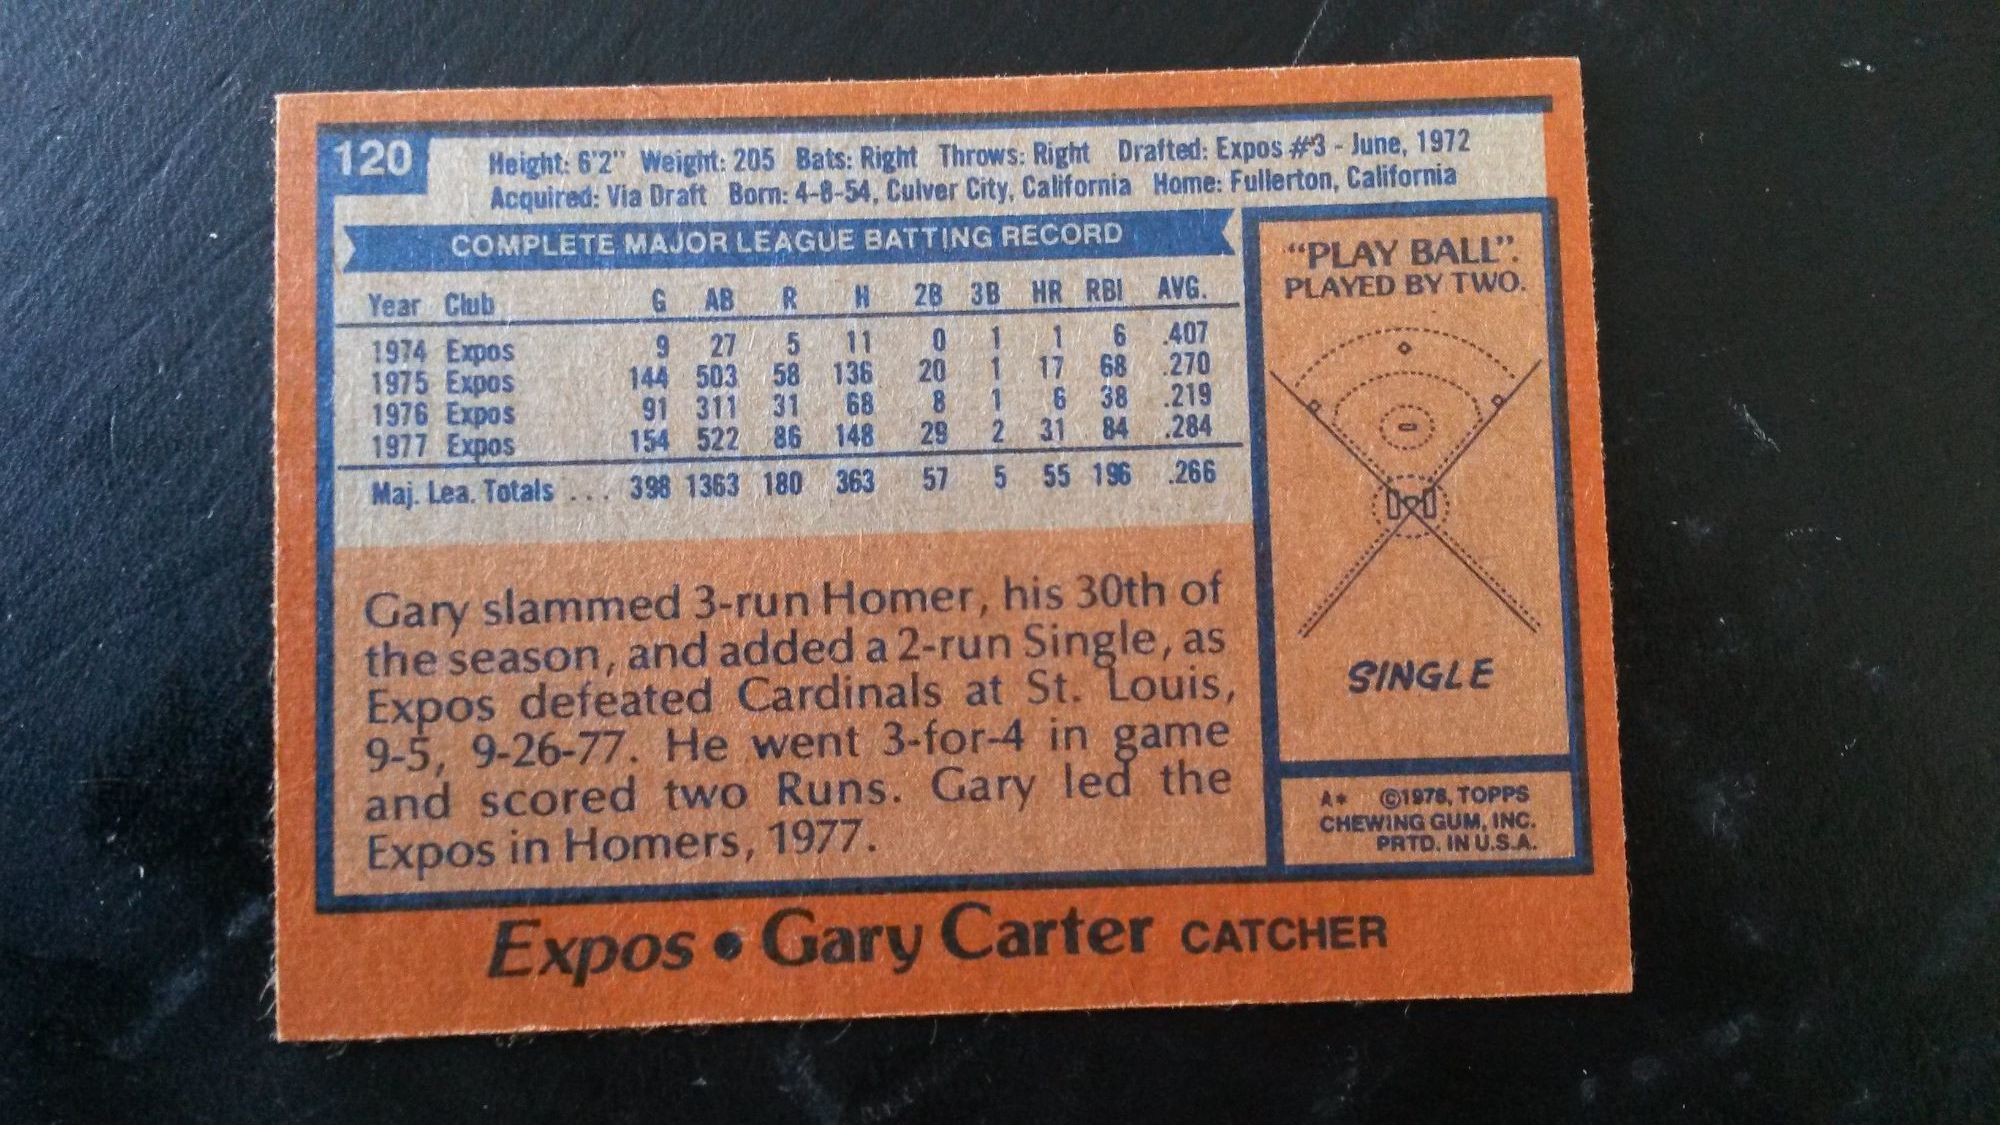 120
Height: 6'2" Weight: 205 Bats: Right Throws: Right Drafted: Expos #3 - June, 1972
Acquired: Via Draft Born: 4-8-54, Culver City, California Home: Fullerton, California
COMPLETE MAJOR LEAGUE BATTING RECORD
Year Club G AB R H 2B 3B HR RBI AVG.
1974 Expos 9 27 5 11 0 1 1 6 .407
1975 Expos 144 503 58 136 20 1 17 68 .270
1976 Expos 91 311 31 68 8 1 6 38 .219
1977 Expos 154 522 86 148 29 2 31 84 .284
Maj. Lea. Totals ... 398 1363 180 363 57 5 55 196 .266
Gary slammed 3-run Homer, his 30th of
the season, and added a 2-run Single, as
Expos defeated Cardinals at St. Louis,
9-5, 9-26-77. He went 3-for-4 in game
and scored two Runs. Gary led the
Expos in Homers, 1977.
"PLAY BALL".
PLAYED BY TWO.
SINGLE
A* ©1978, TOPPS
CHEWING GUM, INC.
PRTD. IN U.S.A.
Expos • Gary Carter CATCHER